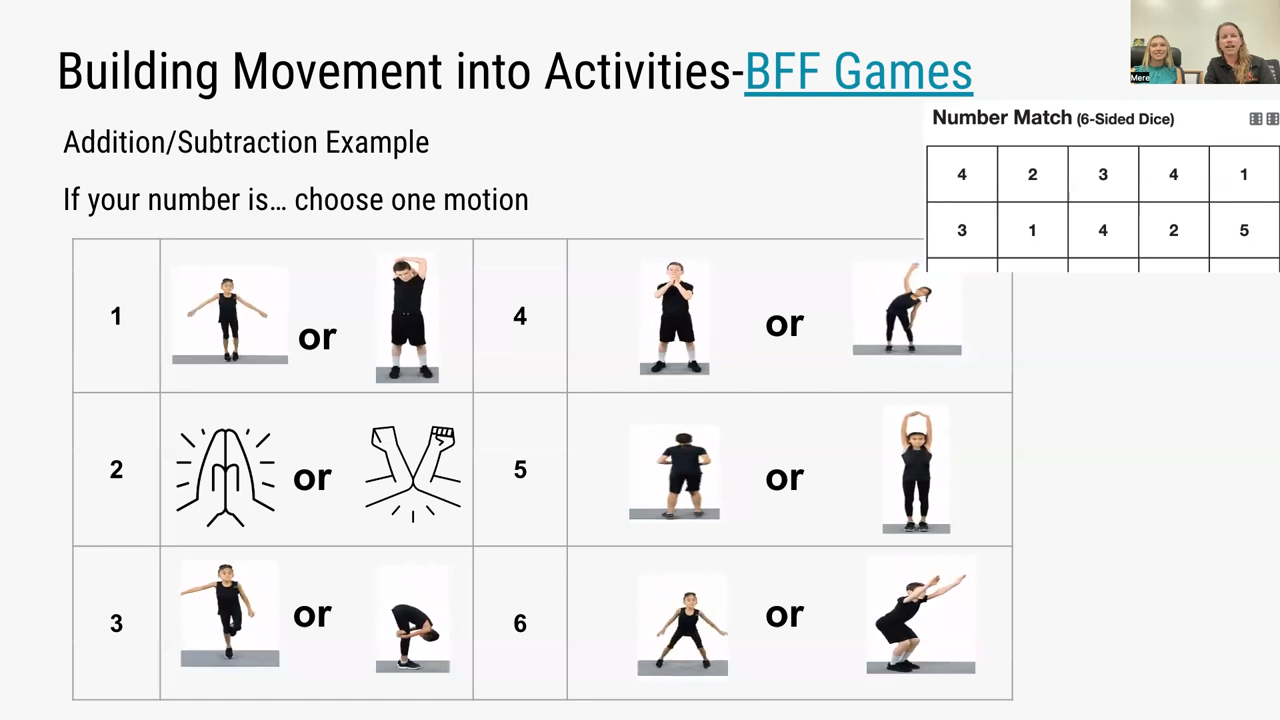 Building Movement into Activities-BFF Games
Mere
Number Match (6-Sided Dice)
Addition/Subtraction Example
4 2 3 4 1
If your number is... choose one motion
3 1 4 2 5
1 or 4 or
2 or 5 or
3 or 6 or